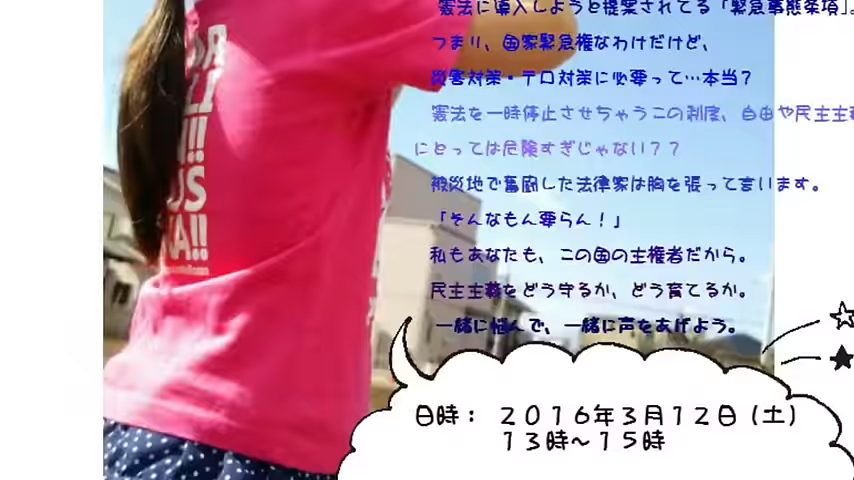 憲法に導入しようと提案されてる「緊急事態条項」。
つまり、国家緊急権なわけだけど、
災害対策・テロ対策に必要って…本当？
憲法を一時停止させちゃうこの制度、自由や民主主義
にとっては危険すぎじゃない？？
被災地で奮闘した法律家は胸を張って言います。
「そんなもん要らん！」
私もあなたも、この国の主権者だから。
民主主義をどう守るか、どう育てるか。
一緒に悩んで、一緒に声をあげよう。
日時： ２０１６年３月１２日（土）
１３時～１５時